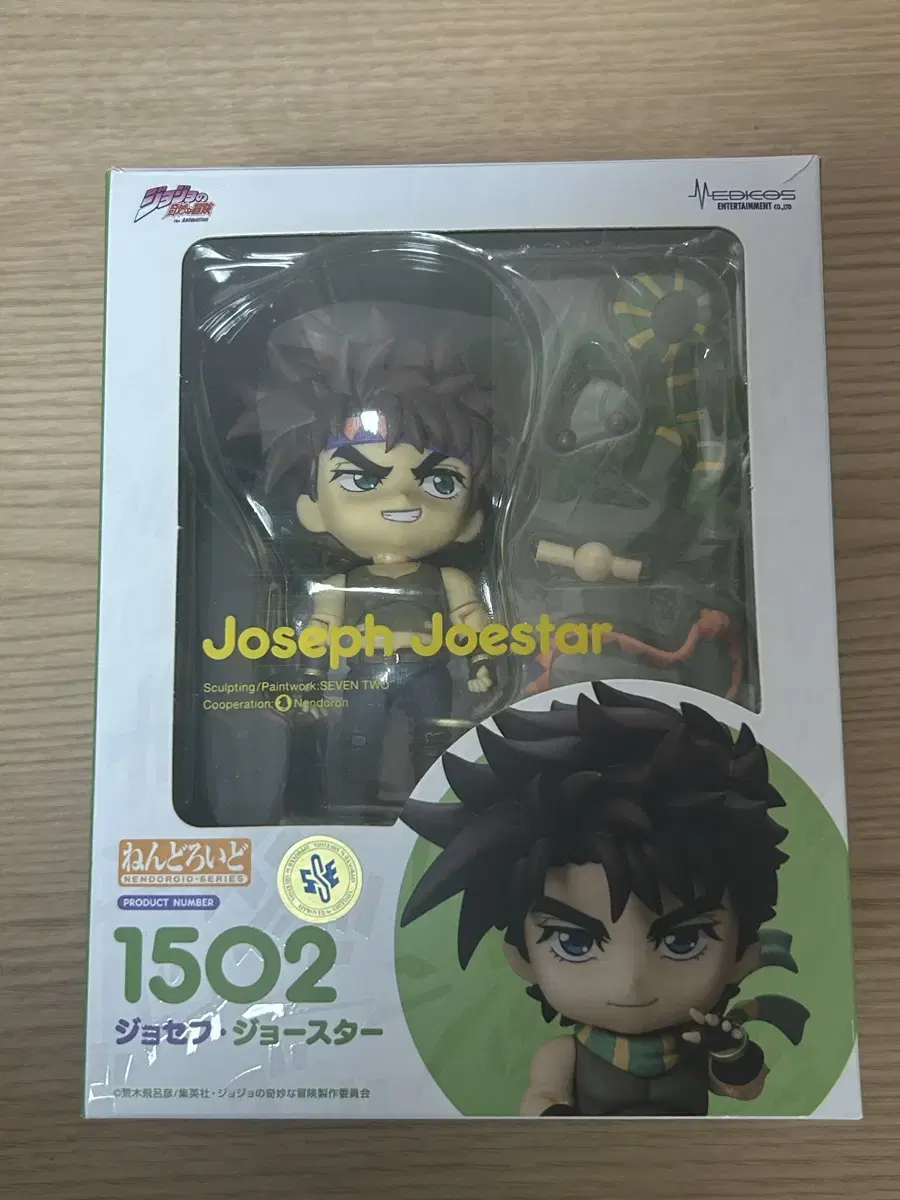 ジョジョの
奇妙な冒険
The Animation
MEDICOS
ENTERTAINMENT CO.,LTD
Joseph Joestar
Sculpting/Paintwork:SEVEN TWO
Cooperation: Nendoron
ねんどろいど
NENDOROID-SERIES
PRODUCT NUMBER
1502
ジョセフ・ジョースター
©荒木飛呂彦/集英社・ジョジョの奇妙な冒険製作委員会